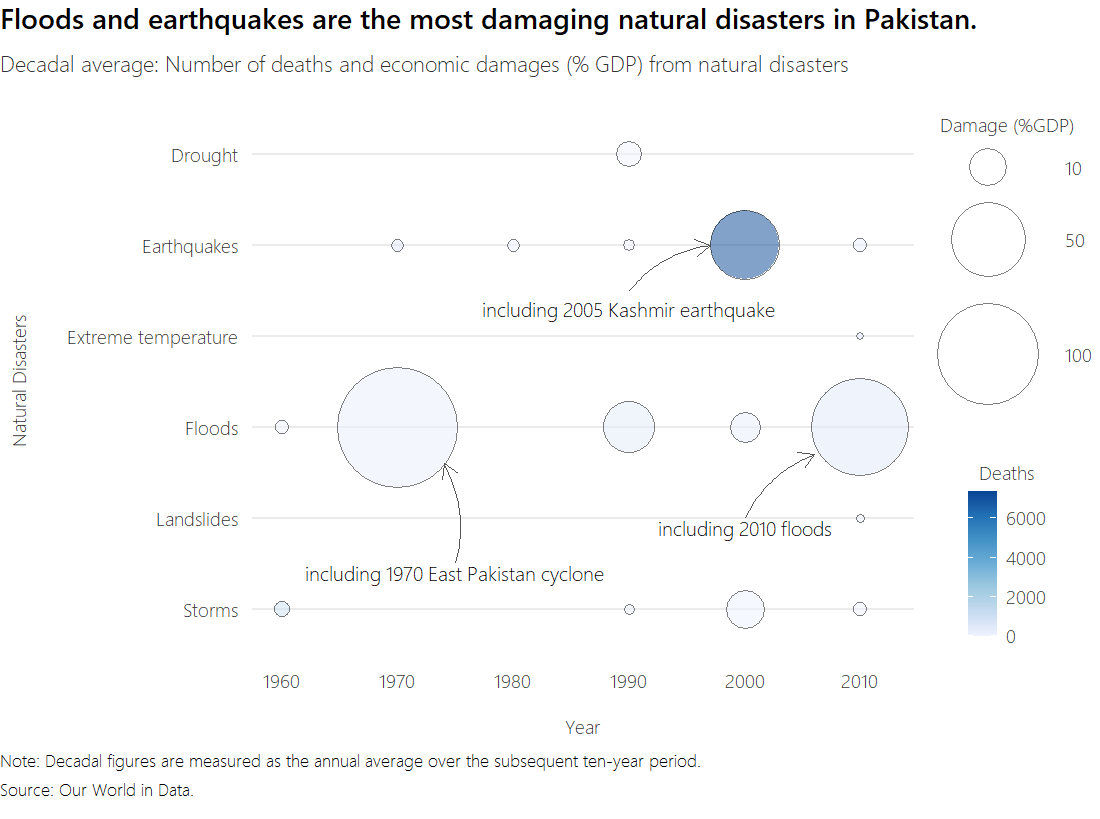 Floods and earthquakes are the most damaging natural disasters in Pakistan.
Decadal average: Number of deaths and economic damages (% GDP) from natural disasters
Damage (%GDP)
10
50
100
Deaths
6000
4000
2000
0
Natural Disasters
Drought
Earthquakes
including 2005 Kashmir earthquake
Extreme temperature
Floods
Landslides
including 2010 floods
including 1970 East Pakistan cyclone
Storms
1960 1970 1980 1990 2000 2010
Year
Note: Decadal figures are measured as the annual average over the subsequent ten-year period.
Source: Our World in Data.